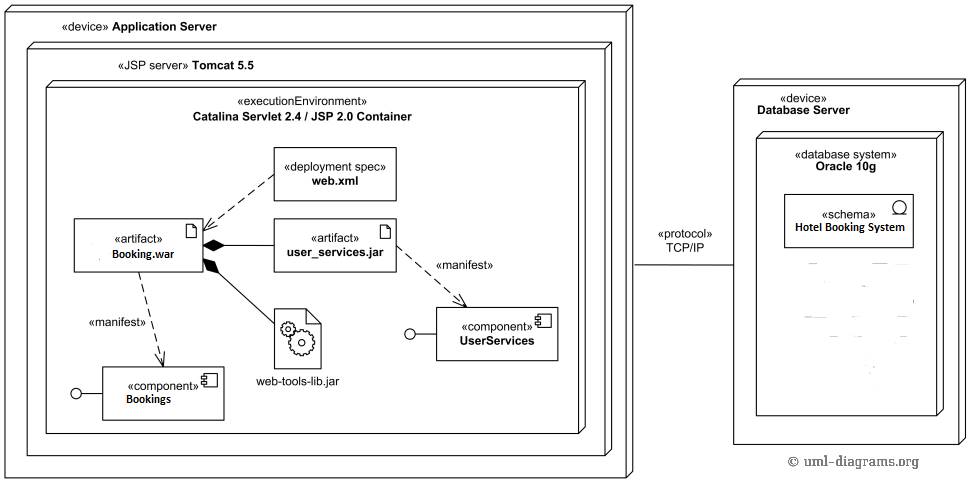 «device» Application Server
«JSP server» Tomcat 5.5
«executionEnvironment»
Catalina Servlet 2.4 / JSP 2.0 Container
«deployment spec»
web.xml
«artifact»
Booking.war
«artifact»
user_services.jar
«manifest»
«manifest»
«component»
UserServices
web-tools-lib.jar
«component»
Bookings
«protocol»
TCP/IP
«device»
Database Server
«database system»
Oracle 10g
«schema»
Hotel Booking System
© uml-diagrams.org